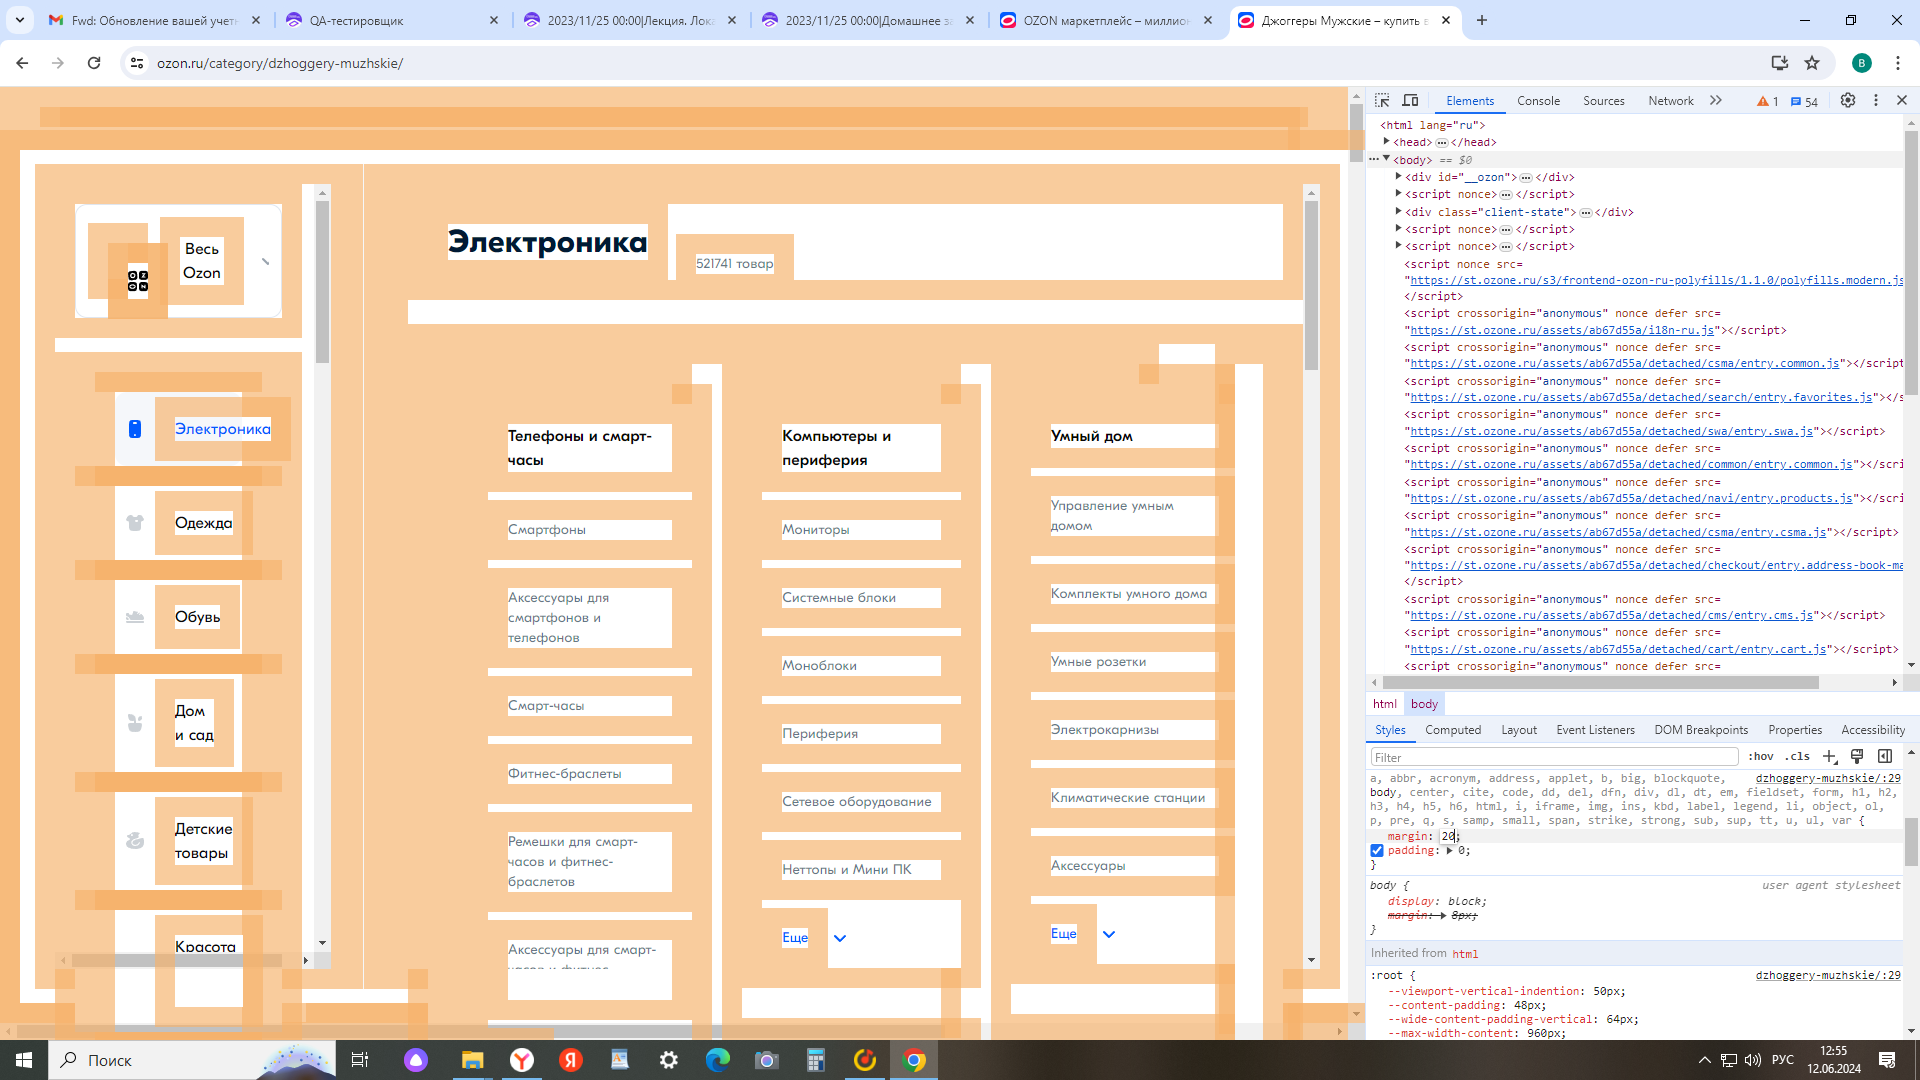 Fwd: Обновление вашей учетн
QA-тестировщик
2023/11/25 00:00|Лекция. Лока
2023/11/25 00:00|Домашнее за
OZON маркетплейс – миллион
Джоггеры Мужские – купить в
ozon.ru/category/dzhoggery-muzhskie/
В
Весь
Ozon
Электроника
Одежда
Обувь
Дом
и сад
Детские
товары
Красота
Электроника
521741 товар
Телефоны и смарт-
часы
Смартфоны
Аксессуары для
смартфонов и
телефонов
Смарт-часы
Фитнес-браслеты
Ремешки для смарт-
часов и фитнес-
браслетов
Аксессуары для смарт-
часов и фитнес-
Компьютеры и
периферия
Мониторы
Системные блоки
Моноблоки
Периферия
Сетевое оборудование
Неттопы и Мини ПК
Еще
Умный дом
Управление умным
домом
Комплекты умного дома
Умные розетки
Электрокарнизы
Климатические станции
Аксессуары
Еще
Elements Console Sources Network 1 54
<html lang="ru">
<head> … </head>
<body> == $0
<div id="__ozon"> … </div>
<script nonce> … </script>
<div class="client-state"> … </div>
<script nonce> … </script>
<script nonce> … </script>
<script nonce src=
"https://st.ozone.ru/s3/frontend-ozon-ru-polyfills/1.1.0/polyfills.modern.js
</script>
<script crossorigin="anonymous" nonce defer src=
"https://st.ozone.ru/assets/ab67d55a/i18n-ru.js"></script>
<script crossorigin="anonymous" nonce defer src=
"https://st.ozone.ru/assets/ab67d55a/detached/csma/entry.common.js"></script>
<script crossorigin="anonymous" nonce defer src=
"https://st.ozone.ru/assets/ab67d55a/detached/search/entry.favorites.js"></s
<script crossorigin="anonymous" nonce defer src=
"https://st.ozone.ru/assets/ab67d55a/detached/swa/entry.swa.js"></script>
<script crossorigin="anonymous" nonce defer src=
"https://st.ozone.ru/assets/ab67d55a/detached/common/entry.common.js"></scri
<script crossorigin="anonymous" nonce defer src=
"https://st.ozone.ru/assets/ab67d55a/detached/navi/entry.products.js"></scri
<script crossorigin="anonymous" nonce defer src=
"https://st.ozone.ru/assets/ab67d55a/detached/csma/entry.csma.js"></script>
<script crossorigin="anonymous" nonce defer src=
"https://st.ozone.ru/assets/ab67d55a/detached/checkout/entry.address-book-ma
</script>
<script crossorigin="anonymous" nonce defer src=
"https://st.ozone.ru/assets/ab67d55a/detached/cms/entry.cms.js"></script>
<script crossorigin="anonymous" nonce defer src=
"https://st.ozone.ru/assets/ab67d55a/detached/cart/entry.cart.js"></script>
<script crossorigin="anonymous" nonce defer src=
html body
Styles Computed Layout Event Listeners DOM Breakpoints Properties Accessibility
Filter :hov .cls
a, abbr, acronym, address, applet, b, big, blockquote, dzhoggery-muzhskie/:29
body, center, cite, code, dd, del, dfn, div, dl, dt, em, fieldset, form, h1, h2,
h3, h4, h5, h6, html, i, iframe, img, ins, kbd, label, legend, li, object, ol,
p, pre, q, s, samp, small, span, strike, strong, sub, sup, tt, u, ul, var {
margin: 20;
padding: 0;
}
body { user agent stylesheet
display: block;
margin: 8px;
}
Inherited from html
:root { dzhoggery-muzhskie/:29
--viewport-vertical-indention: 50px;
--content-padding: 48px;
--wide-content-padding-vertical: 64px;
--max-width-content: 960px;
Поиск
РУС
12:55
12.06.2024